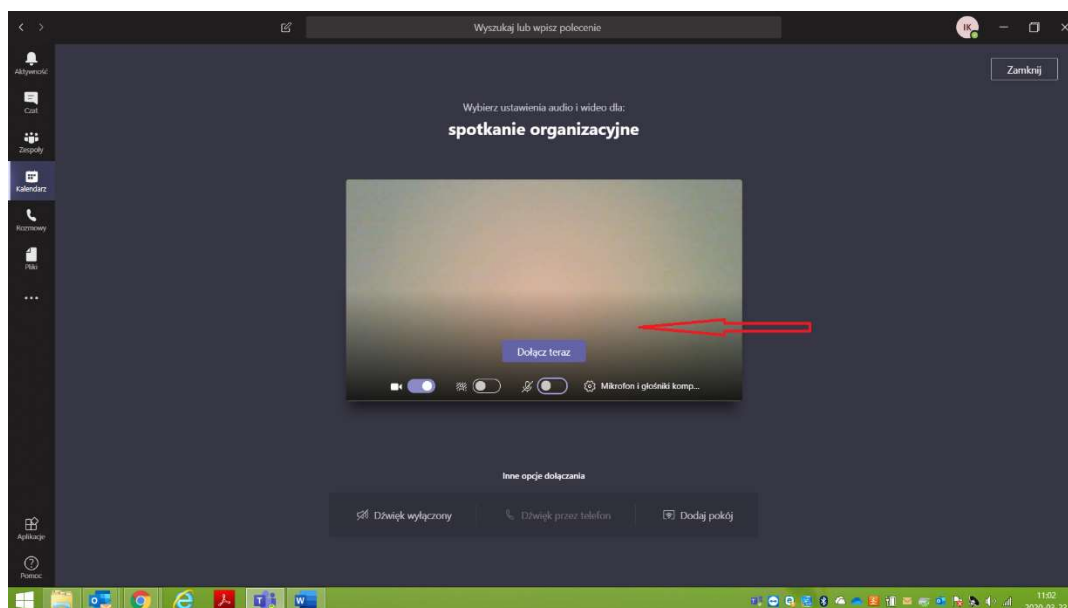 Wyszukaj lub wpisz polecenie
IK
Aktywność
Zamknij
Czat
Wybierz ustawienia audio i wideo dla:
spotkanie organizacyjne
Zespoły
Kalendarz
Rozmowy
Pliki
Dołącz teraz
Mikrofon i głośniki komp...
Inne opcje dołączania
Dźwięk wyłączony
Dźwięk przez telefon
Dodaj pokój
Aplikacje
Pomoc
11:02